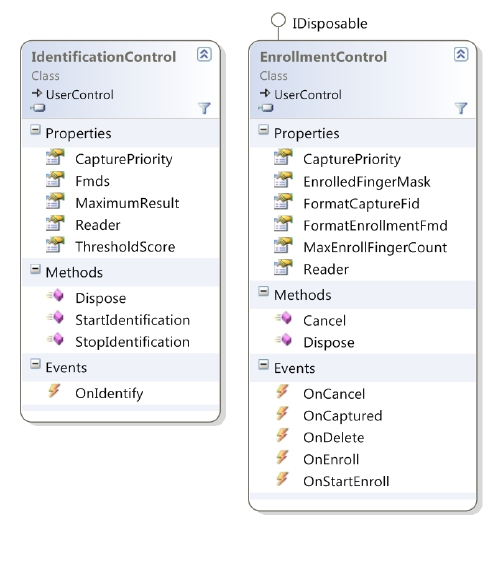 IDisposable
IdentificationControl
Class
UserControl
Properties
CapturePriority
Fmds
MaximumResult
Reader
ThresholdScore
Methods
Dispose
StartIdentification
StopIdentification
Events
OnIdentify
EnrollmentControl
Class
UserControl
Properties
CapturePriority
EnrolledFingerMask
FormatCaptureFid
FormatEnrollmentFmd
MaxEnrollFingerCount
Reader
Methods
Cancel
Dispose
Events
OnCancel
OnCaptured
OnDelete
OnEnroll
OnStartEnroll